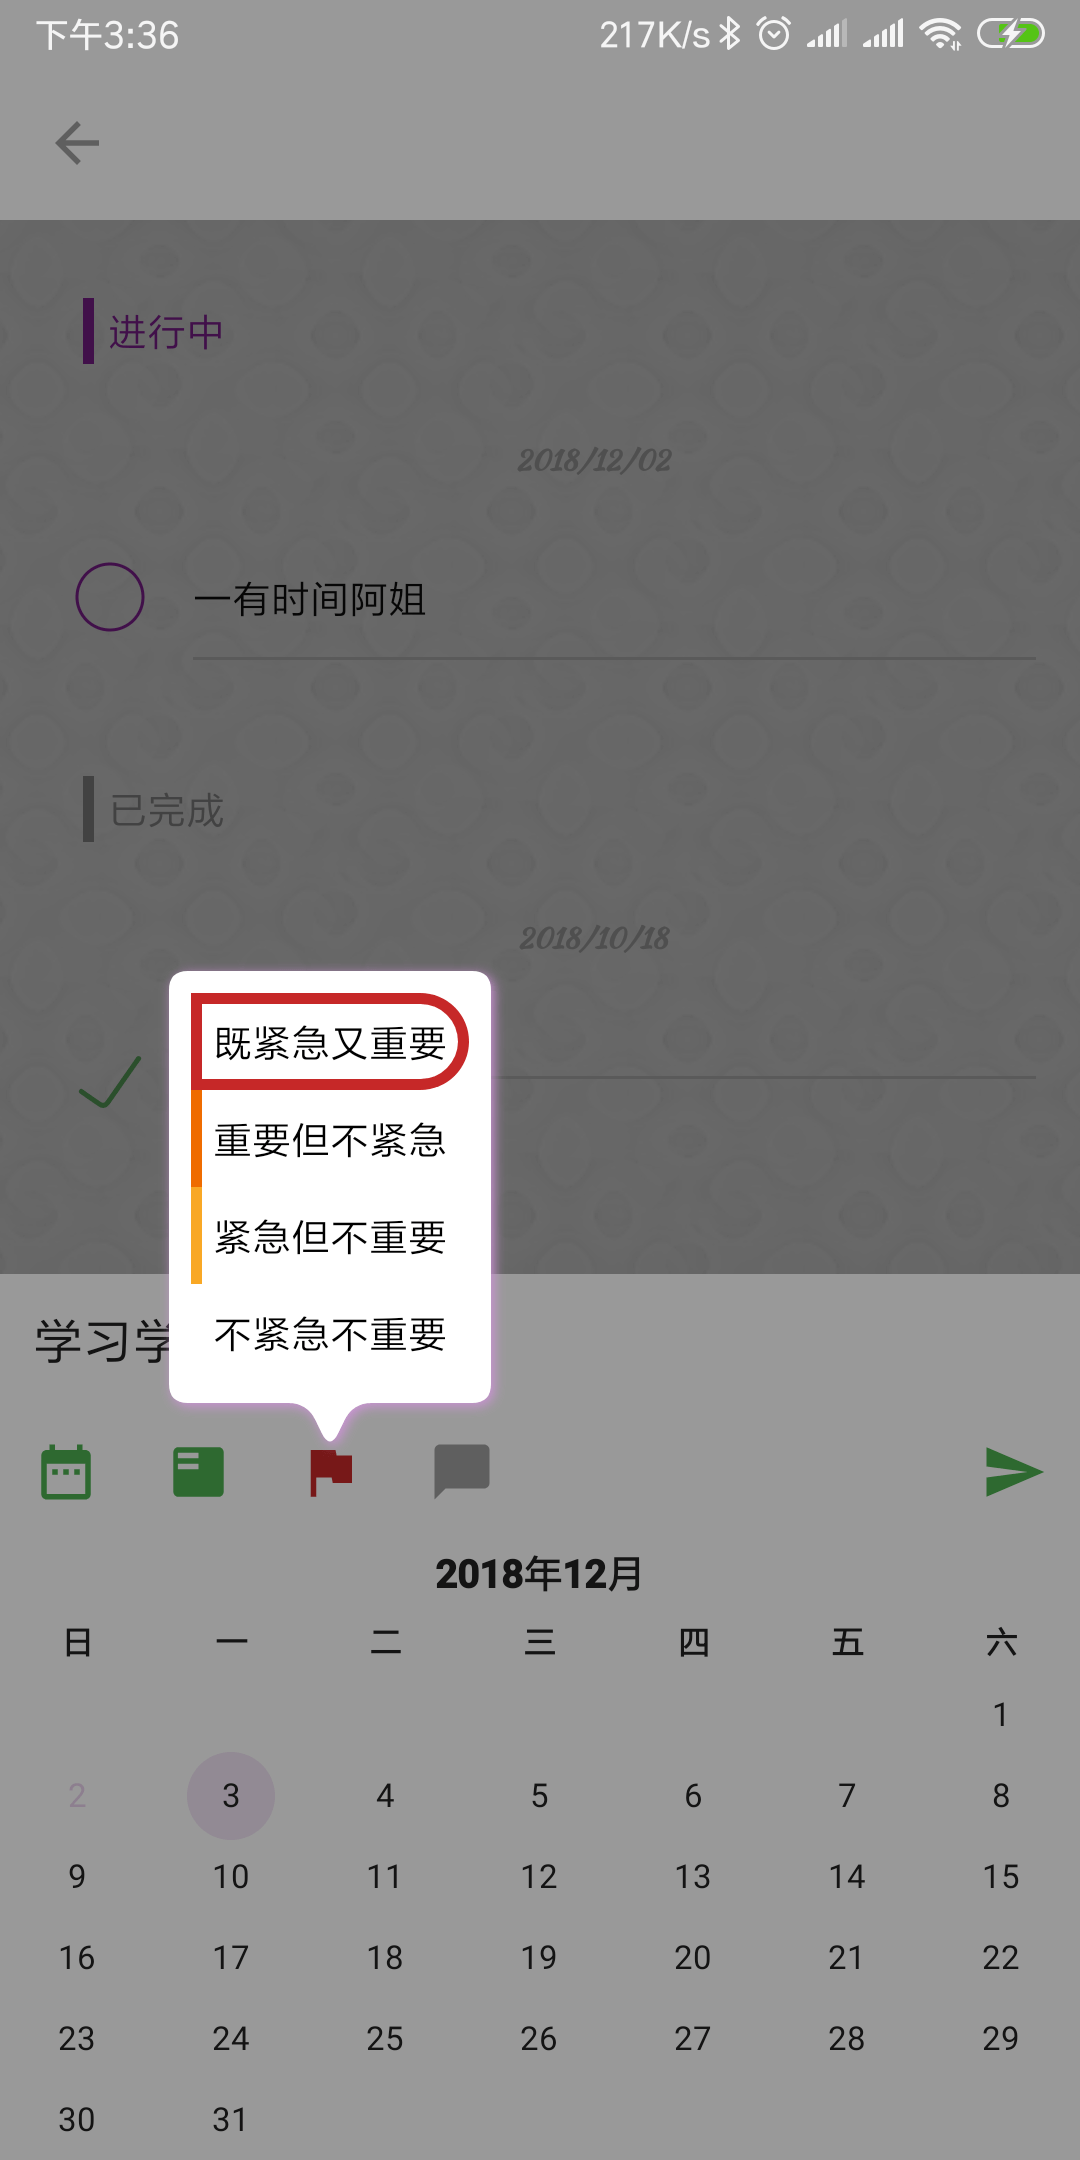 下午3:36
217K/s
进行中
2018/12/02
一有时间阿姐
已完成
2018/10/18
既紧急又重要
重要但不紧急
紧急但不重要
不紧急不重要
学习
2018年12月
日 一 二 三 四 五 六
1
2 3 4 5 6 7 8
9 10 11 12 13 14 15
16 17 18 19 20 21 22
23 24 25 26 27 28 29
30 31